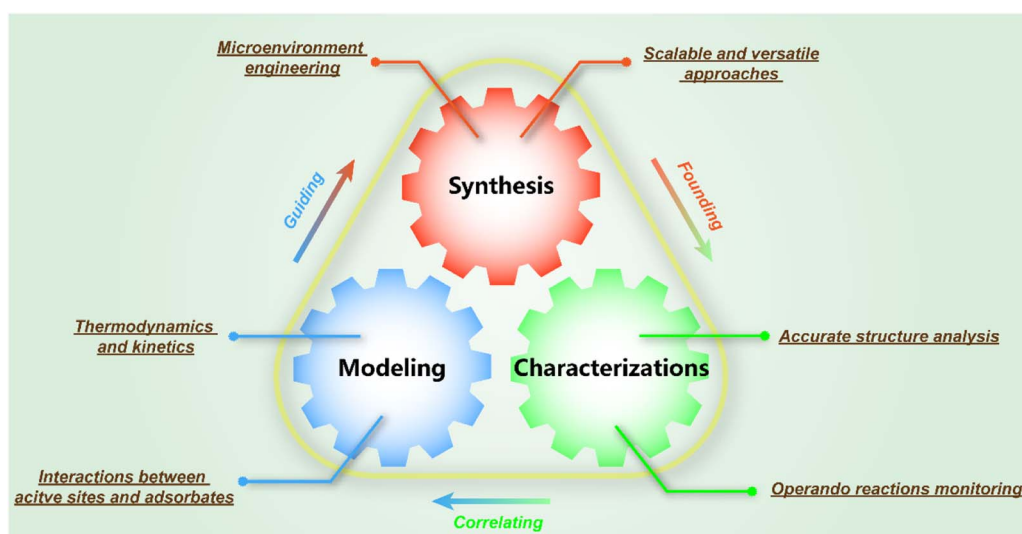 Microenvironment
engineering
Scalable and versatile
approaches
Synthesis
Guiding
Founding
Thermodynamics
and kinetics
Accurate structure analysis
Modeling
Characterizations
Interactions between
acitve sites and adsorbates
Operando reactions monitoring
Correlating